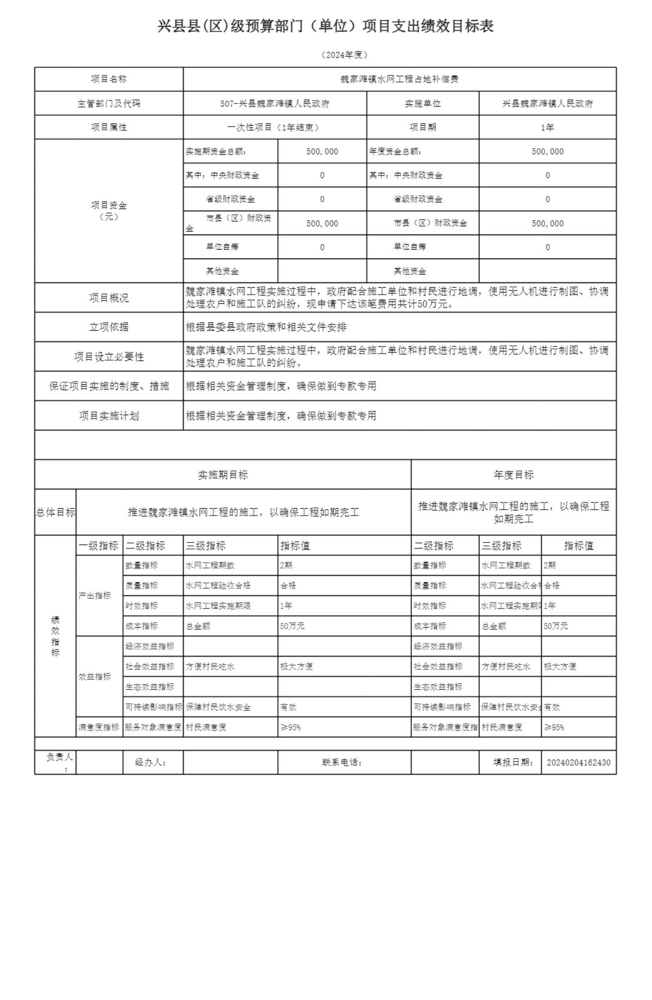 兴县县(区)级预算部门（单位）项目支出绩效目标表
（2024年度）
项目名称 魏家滩镇水网工程占地补偿费
主管部门及代码 507-兴县魏家滩镇人民政府 实施单位 兴县魏家滩镇人民政府
项目属性 一次性项目（1年结束） 项目期 1年
项目资金
（元）
实施期资金总额: 500,000 年度资金总额: 500,000
其中: 中央财政资金 0 其中: 中央财政资金 0
省级财政资金 0 省级财政资金 0
市县（区）财政资
金 500,000 市县（区）财政资金 500,000
单位自筹 0 单位自筹 0
其他资金 其他资金
项目概况 魏家滩镇水网工程实施过程中，政府配合施工单位和村民进行地调，使用无人机进行制图、协调
处理农户和施工队的纠纷，现申请下达该笔费用共计50万元。
立项依据 根据县委县政府政策和相关文件安排
项目设立必要性 魏家滩镇水网工程实施过程中，政府配合施工单位和村民进行地调，使用无人机进行制图、协调
处理农户和施工队的纠纷。
保证项目实施的制度、措施 根据相关资金管理制度，确保做到专款专用
项目实施计划 根据相关资金管理制度，确保做到专款专用
实施期目标 年度目标
总体目标 推进魏家滩镇水网工程的施工，以确保工程如期完工 推进魏家滩镇水网工程的施工，以确保工程
如期完工
绩
效
指
标
一级指标 二级指标 三级指标 指标值 二级指标 三级指标 指标值
产出指标
数量指标 水网工程期数 2期 数量指标 水网工程期数 2期
质量指标 水网工程验收合格 合格 质量指标 水网工程验收合 合格
时效指标 水网工程实施期限 1年 时效指标 水网工程实施期 1年
成本指标 总金额 50万元 成本指标 总金额 50万元
效益指标
经济效益指标 经济效益指标
社会效益指标 方便村民吃水 极大方便 社会效益指标 方便村民吃水 极大方便
生态效益指标 生态效益指标
可持续影响指标 保障村民饮水安全 有效 可持续影响指标 保障村民饮水安 有效
满意度指标 服务对象满意度 村民满意度 ≥95% 服务对象满意度指 村民满意度 ≥95%
负责人
: 经办人: 联系电话: 填报日期: 20240204162430